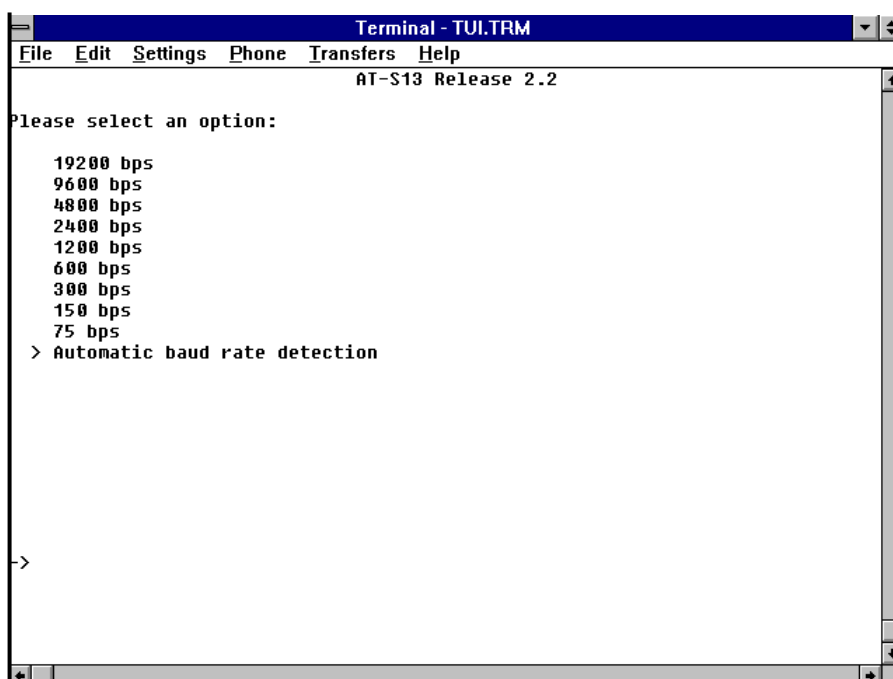 Terminal - TUI.TRM
File Edit Settings Phone Transfers Help
AT-S13 Release 2.2
Please select an option:
19200 bps
9600 bps
4800 bps
2400 bps
1200 bps
600 bps
300 bps
150 bps
75 bps
> Automatic baud rate detection
->